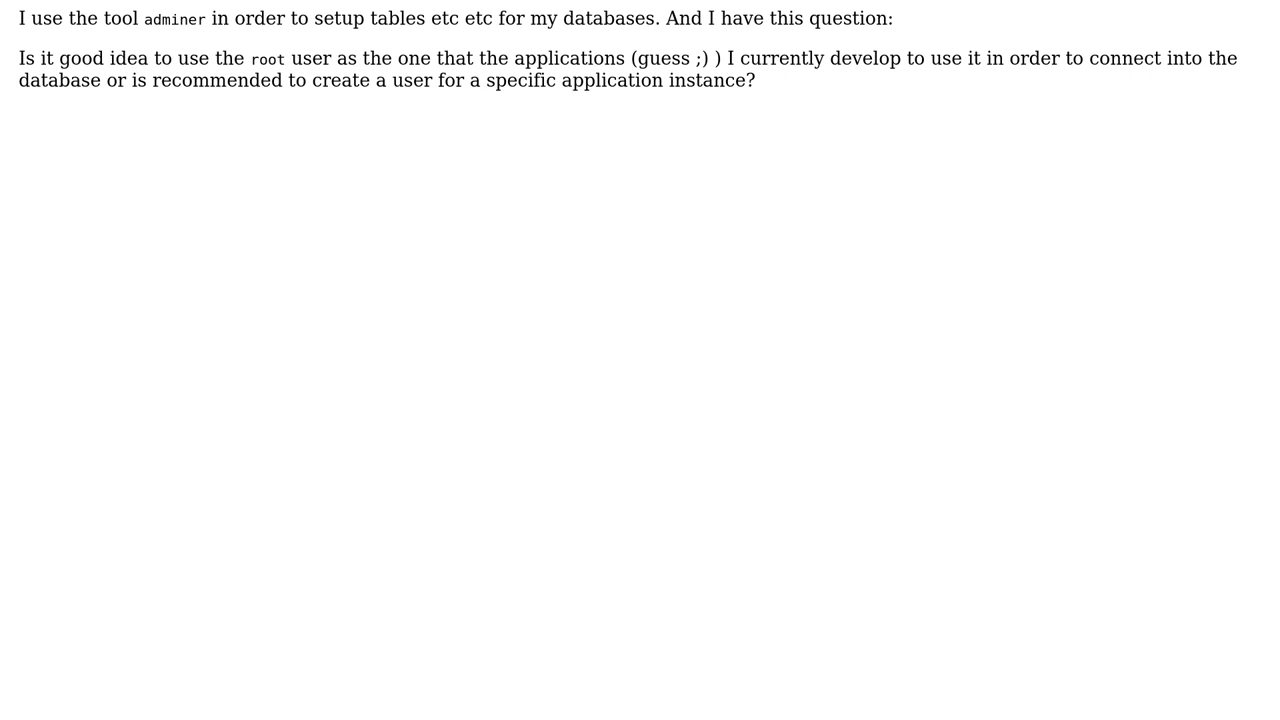 I use the tool adminer in order to setup tables etc etc for my databases. And I have this question:
Is it good idea to use the root user as the one that the applications (guess ;) ) I currently develop to use it in order to connect into the
database or is recommended to create a user for a specific application instance?